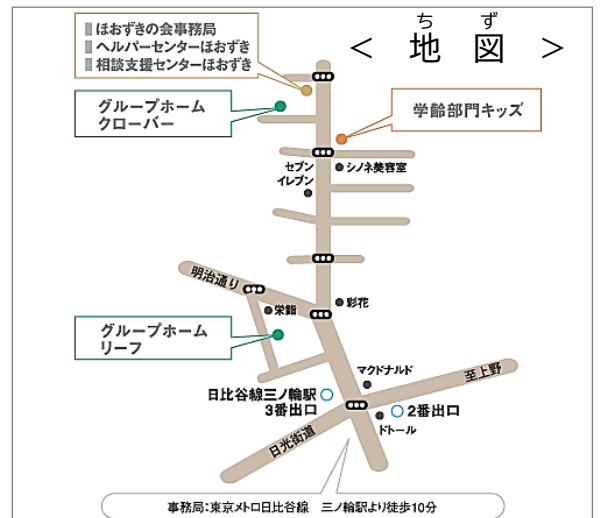 ほおずきの会事務局
ヘルパーセンターほおずき
相談支援センターほおずき
ち ず
< 地 図 >
グループホーム
クローバー
学齢部門キッズ
セブン
イレブン
シノネ美容室
明治通り
栄鮨
彩花
グループホーム
リーフ
マクドナルド
至上野
日比谷線三ノ輪駅
3番出口
2番出口
ドトール
日光街道
事務局:東京メトロ日比谷線 三ノ輪駅より徒歩10分